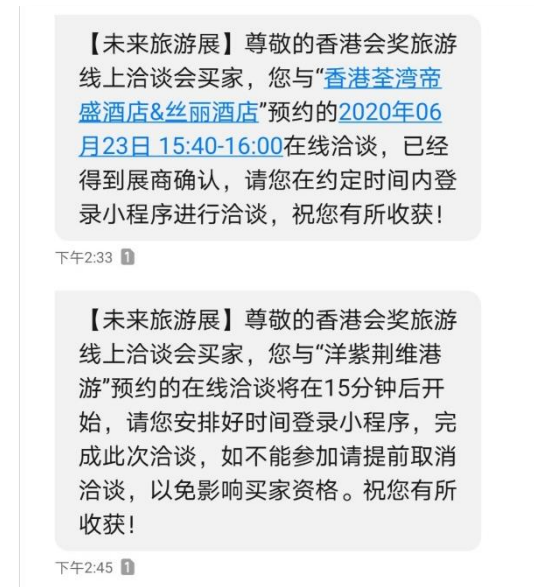 【未来旅游展】尊敬的香港会奖旅游
线上洽谈会买家，您与“香港荃湾帝
盛酒店&丝丽酒店”预约的2020年06
月23日 15:40-16:00在线洽谈，已经
得到展商确认，请您在约定时间内登
录小程序进行洽谈，祝您有所收获！
下午2:33 1
【未来旅游展】尊敬的香港会奖旅游
线上洽谈会买家，您与“洋紫荆维港
游”预约的在线洽谈将在15分钟后开
始，请您安排好时间登录小程序，完
成此次洽谈，如不能参加请提前取消
洽谈，以免影响买家资格。祝您有所
收获！
下午2:45 1